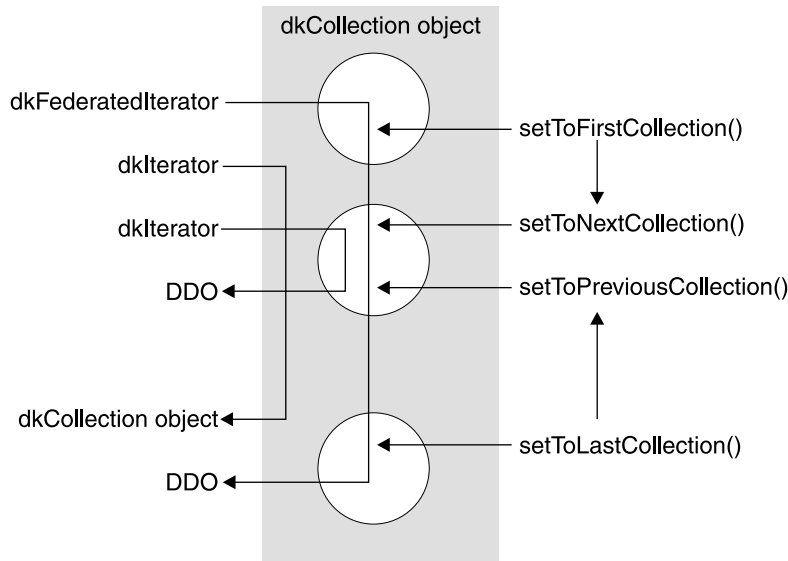 dkCollection object
dkFederatedIterator
setToFirstCollection()
dkIterator
dkIterator
setToNextCollection()
DDO
setToPreviousCollection()
dkCollection object
setToLastCollection()
DDO